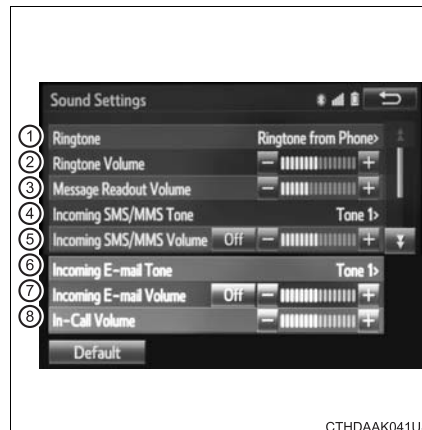 Sound Settings
1 Ringtone Ringtone from Phone>
2 Ringtone Volume − +
3 Message Readout Volume − +
4 Incoming SMS/MMS Tone Tone 1>
5 Incoming SMS/MMS Volume Off − +
6 Incoming E-mail Tone Tone 1>
7 Incoming E-mail Volume Off − +
8 In-Call Volume − +
Default
CTHDAAK041U